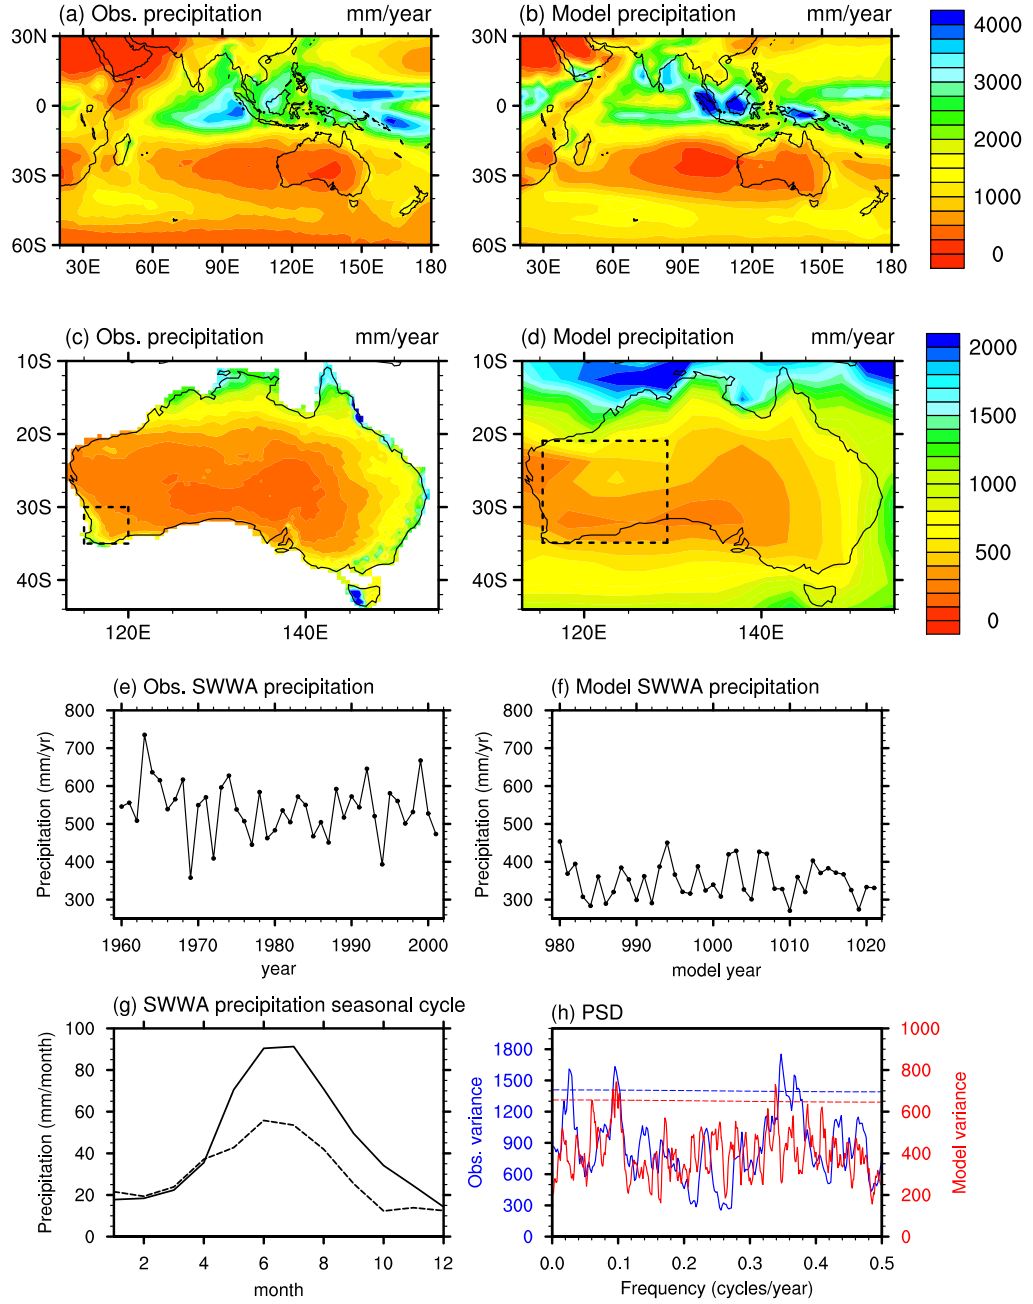 (a) Obs. precipitation mm/year
(b) Model precipitation mm/year
30N
0
30S
60S
30E 60E 90E 120E 150E 180
30N
0
30S
60S
30E 60E 90E 120E 150E 180
4000
3000
2000
1000
0
(c) Obs. precipitation mm/year
(d) Model precipitation mm/year
10S
20S
30S
40S
120E 140E
10S
20S
30S
40S
120E 140E
2000
1500
1000
500
0
(e) Obs. SWWA precipitation
800
700
600
500
400
300
Precipitation (mm/yr)
1960 1970 1980 1990 2000
year
(f) Model SWWA precipitation
800
700
600
500
400
300
Precipitation (mm/yr)
980 990 1000 1010 1020
model year
(g) SWWA precipitation seasonal cycle
100
80
60
40
20
0
Precipitation (mm/month)
2 4 6 8 10 12
month
(h) PSD
1800
1500
1200
900
600
300
0
Obs. variance
1000
800
600
400
200
0
Model variance
0.0 0.1 0.2 0.3 0.4 0.5
Frequency (cycles/year)